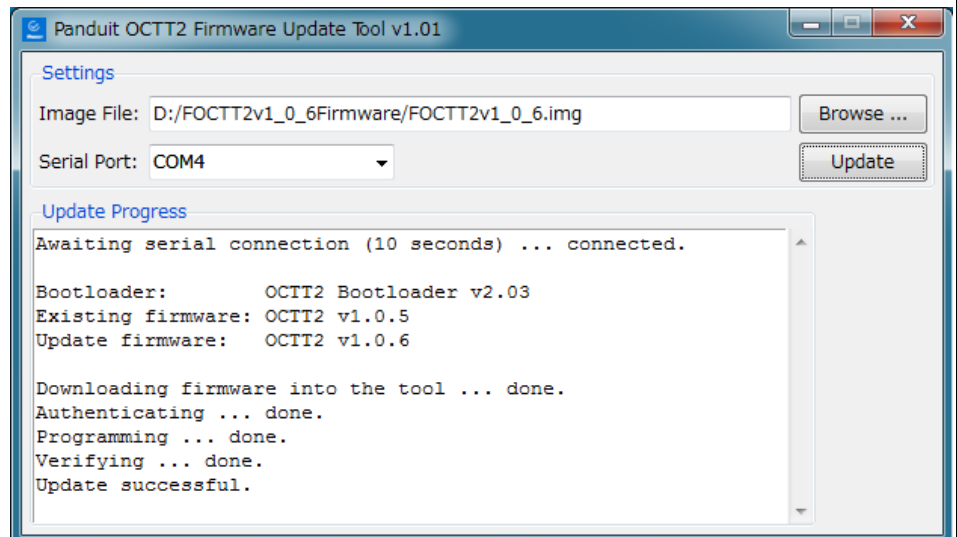 Panduit OCTT2 Firmware Update Tool v1.01
Settings
Image File: D:/FOCTT2v1_0_6Firmware/FOCTT2v1_0_6.img Browse ...
Serial Port: COM4 Update
Update Progress
Awaiting serial connection (10 seconds) ... connected.
Bootloader: OCTT2 Bootloader v2.03
Existing firmware: OCTT2 v1.0.5
Update firmware: OCTT2 v1.0.6
Downloading firmware into the tool ... done.
Authenticating ... done.
Programming ... done.
Verifying ... done.
Update successful.